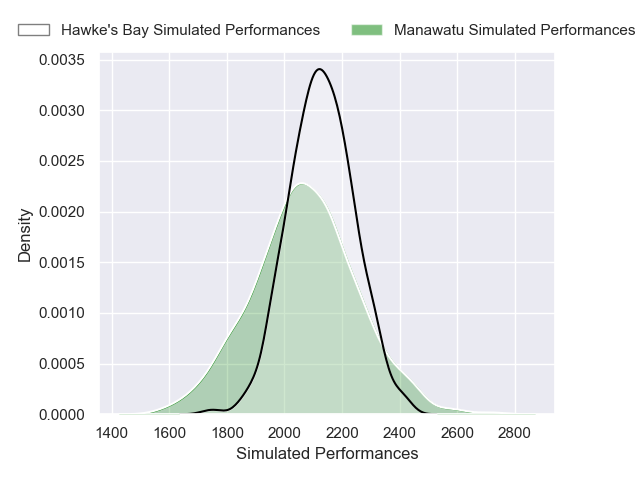 Hawke's Bay Simulated Performances Manawatu Simulated Performances
0.0035
0.0030
0.0025
0.0020
0.0015
0.0010
0.0005
0.0000
Density
1400 1600 1800 2000 2200 2400 2600 2800
Simulated Performances